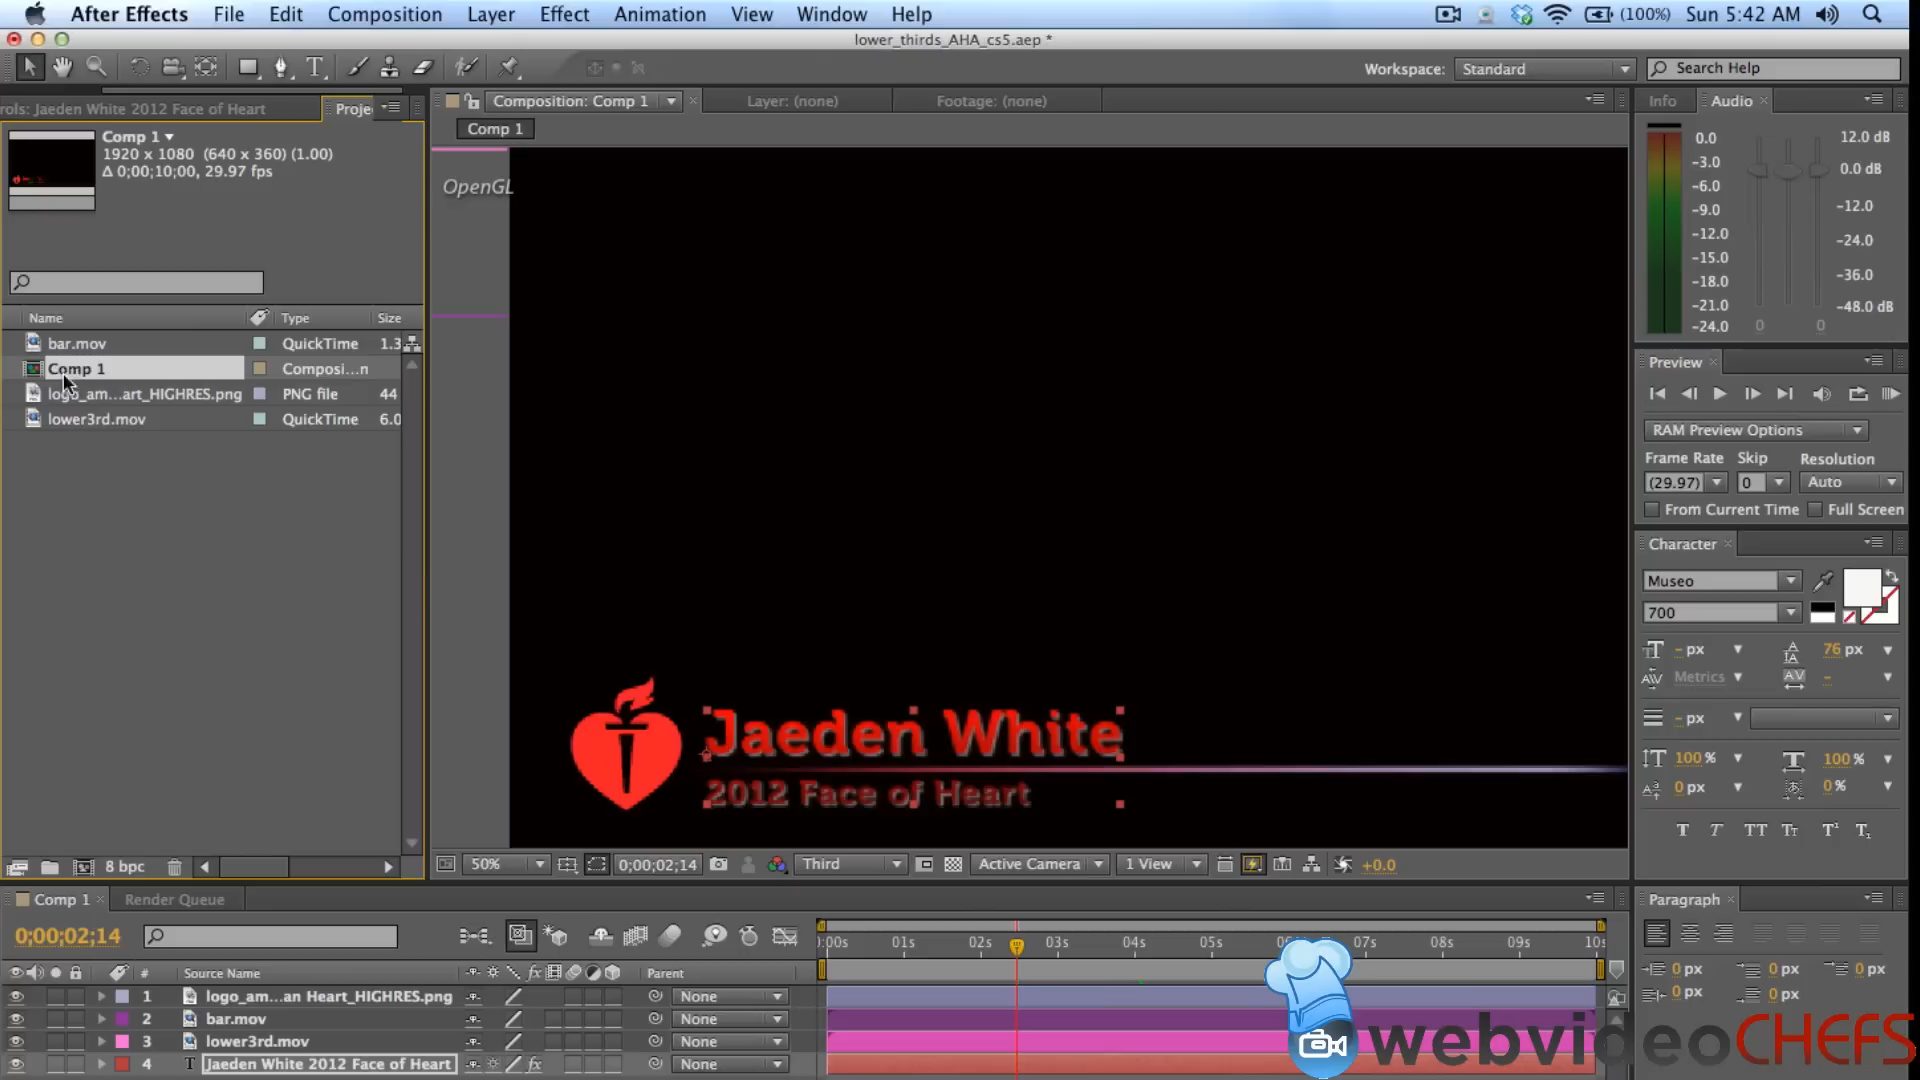 After Effects File Edit Composition Layer Effect Animation View Window Help (100%) Sun 5:42 AM
lower_thirds_AHA_cs5.aep *
Workspace: Standard Search Help
rols: Jaeden White 2012 Face of Heart Proje
Composition: Comp 1 Layer: (none) Footage: (none)
Info Audio
Comp 1
1920 x 1080 (640 x 360) (1.00)
Δ 0;00;10;00, 29.97 fps
Comp 1
OpenGL
0.0
-3.0
-6.0
-9.0
-12.0
-15.0
-18.0
-21.0
-24.0
12.0 dB
0.0 dB
-12.0
-24.0
-36.0
-48.0 dB
0 0
Name Type Size
bar.mov QuickTime 1.3
Comp 1 Composi...n
logo_am...art_HIGHRES.png PNG file 44
lower3rd.mov QuickTime 6.0
Preview
RAM Preview Options
Frame Rate Skip Resolution
(29.97) 0 Auto
From Current Time Full Screen
Character
Museo
700
- px 76 px
Metrics -
- px
100 % 100 %
0 px 0 %
T T TT Tt T¹ T₁
Jaeden White
2012 Face of Heart
8 bpc
50% 0;00;02;14 Third Active Camera 1 View +0.0
Comp 1 Render Queue
0;00;02;14
:00s 01s 02s 03s 04s 05s 07s 08s 09s 10s
# Source Name fx Parent
1 logo_am...an Heart_HIGHRES.png None
2 bar.mov None
3 lower3rd.mov None
4 T Jaeden White 2012 Face of Heart fx None
Paragraph
0 px 0 px 0 px
0 px 0 px
webvideoCHEFS